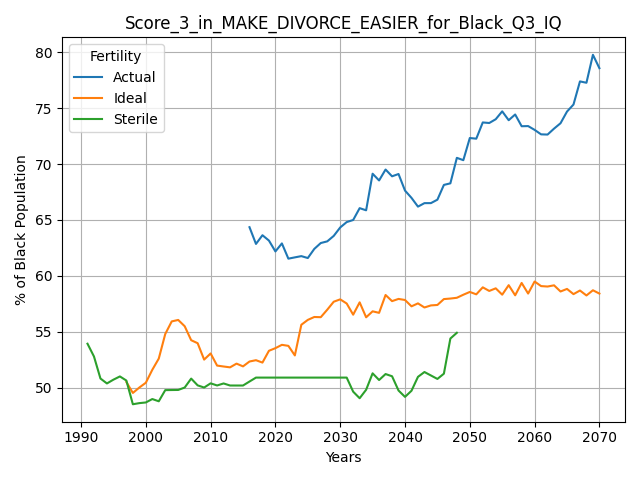 Score_3_in_MAKE_DIVORCE_EASIER_for_Black_Q3_IQ
Fertility
Actual
Ideal
Sterile
% of Black Population
80
75
70
65
60
55
50
1990 2000 2010 2020 2030 2040 2050 2060 2070
Years